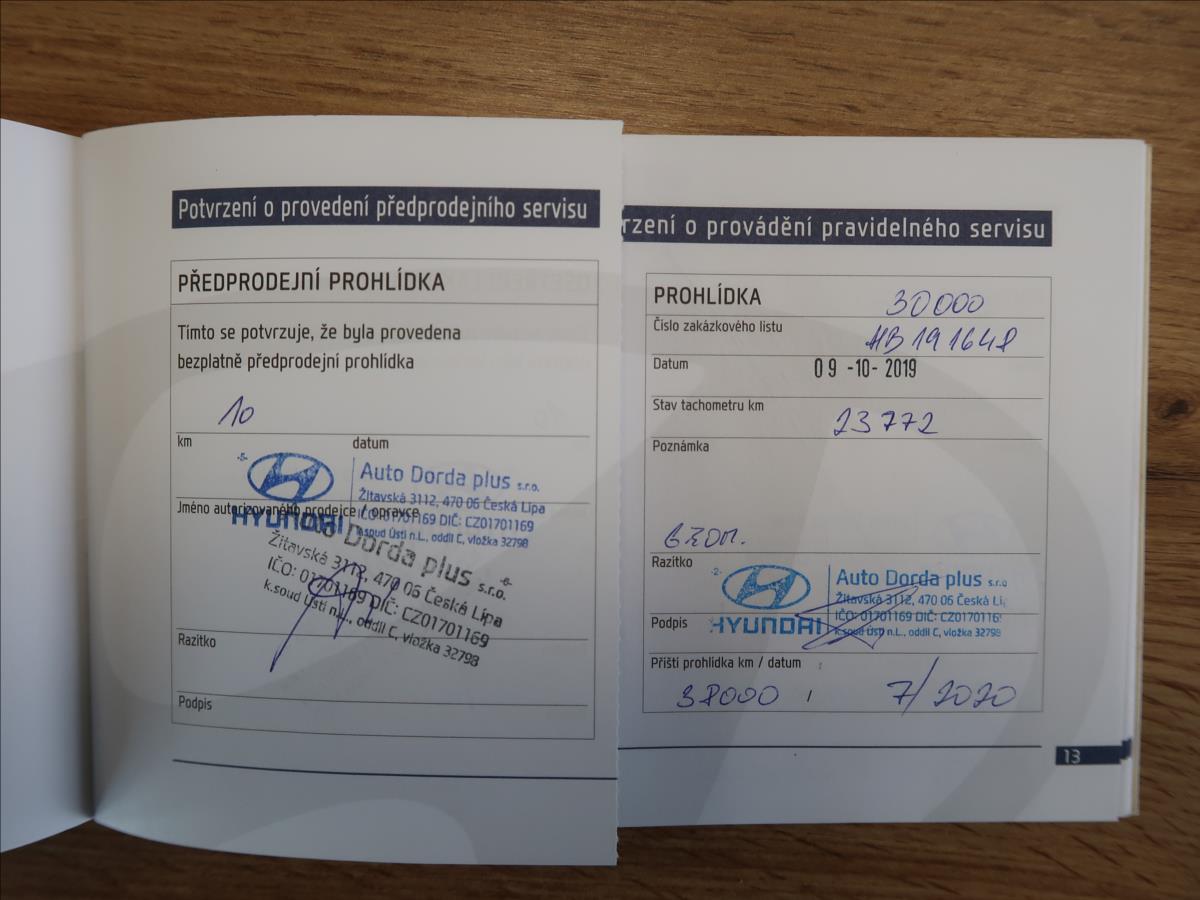 Potvrzení o provedení předprodejního servisu
PŘEDPRODEJNÍ PROHLÍDKA
Tímto se potvrzuje, že byla provedena
bezplatně předprodejní prohlídka
10
km datum
-5-
Auto Dorda plus s.r.o.
Žitavská 3112, 470 06 Česká Lípa
Jméno autorizovaného prodejce / opravce
IČO: 01701169 DIČ: CZ01701169
HYUNDAI
k.soud Ústí n.L., oddíl C, vložka 32798
Auto Dorda plus s.r.o.
-6-
Žitavská 3112, 470 06 Česká Lípa
IČO: 01701169 DIČ: CZ01701169
k.soud Ústí n.L., oddíl C, vložka 32798
Razítko
Podpis
rzení o provádění pravidelného servisu
PROHLÍDKA 30000
Číslo zakázkového listu HB191648
Datum 09 -10- 2019
Stav tachometru km 23772
Poznámka
Razítko
-2-
Auto Dorda plus s.r.o
Žitavská 3112, 470 06 Česká Lí
IČO: 01701169 DIČ: CZ0170116
Podpis
HYUNDAI
k.soud Ústí n.L., oddíl C, vložka 32798
Příští prohlídka km / datum
38000 / 7/2020
13